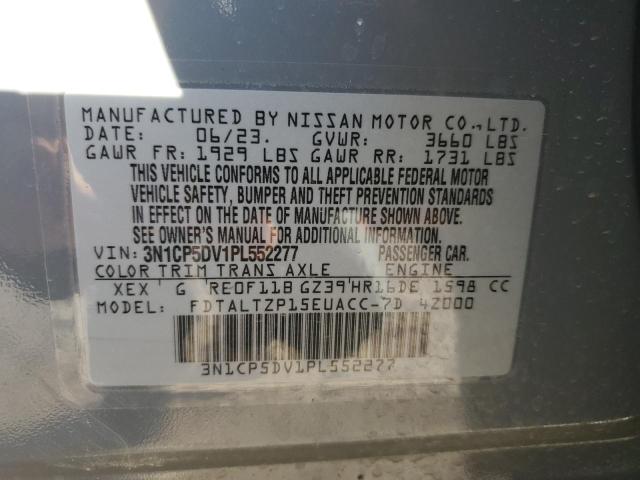 MANUFACTURED BY NISSAN MOTOR CO., LTD.
DATE: 06/23. GVWR: 3660 LBS
GAWR FR: 1929 LBS GAWR RR: 1731 LBS
THIS VEHICLE CONFORMS TO ALL APPLICABLE FEDERAL MOTOR
VEHICLE SAFETY, BUMPER AND THEFT PREVENTION STANDARDS
IN EFFECT ON THE DATE OF MANUFACTURE SHOWN ABOVE.
SEE OWNER'S MANUAL FOR ADDITIONAL INFORMATION.
VIN: 3N1CP5DV1PL552277 PASSENGER CAR.
COLOR TRIM TRANS AXLE ENGINE
XEX' G RE0F11B GZ39'HR16DE 1598 CC
MODEL: FDTALTZP15EUACC-7D 4Z000
3N1CP5DV1PL552277